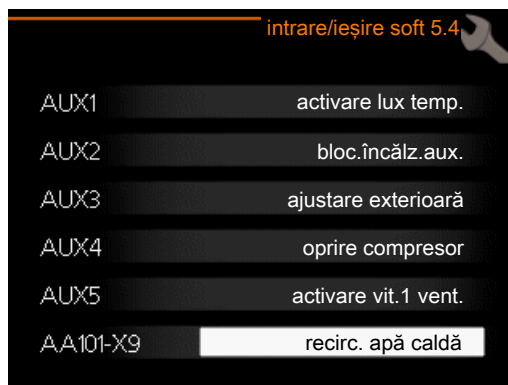 intrare/ieșire soft 5.4
AUX1 activare lux temp.
AUX2 bloc.încălz.aux.
AUX3 ajustare exterioară
AUX4 oprire compresor
AUX5 activare vit.1 vent.
AA101-X9 recirc. apă caldă